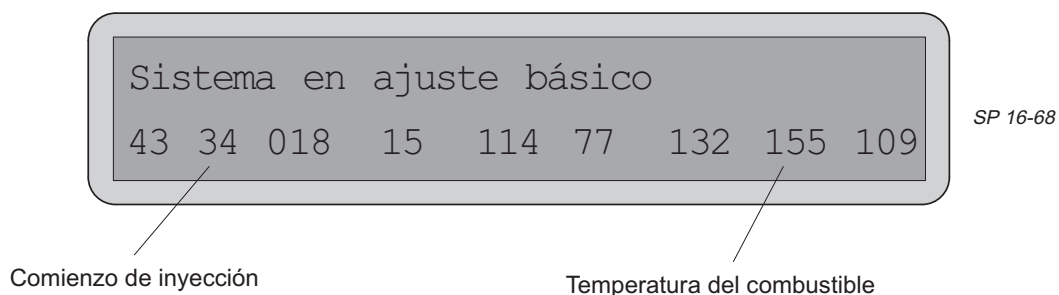 Sistema en ajuste básico
43 34 018 15 114 77 132 155 109
SP 16-68
Comienzo de inyección
Temperatura del combustible